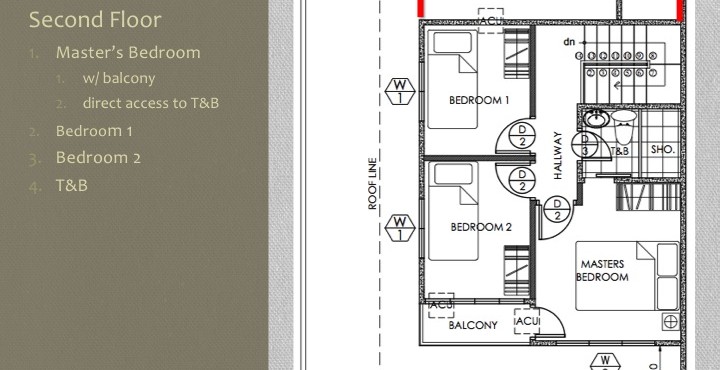 Second Floor
1. Master's Bedroom
1. w/ balcony
2. direct access to T&B
2. Bedroom 1
3. Bedroom 2
4. T&B
ACU
dn
W
1
BEDROOM 1
D
2
HALLWAY
D
3
T&B
SHO.
ROOF LINE
D
2
D
2
W
1
BEDROOM 2
MASTERS
BEDROOM
ACU
BALCONY
ACU
W